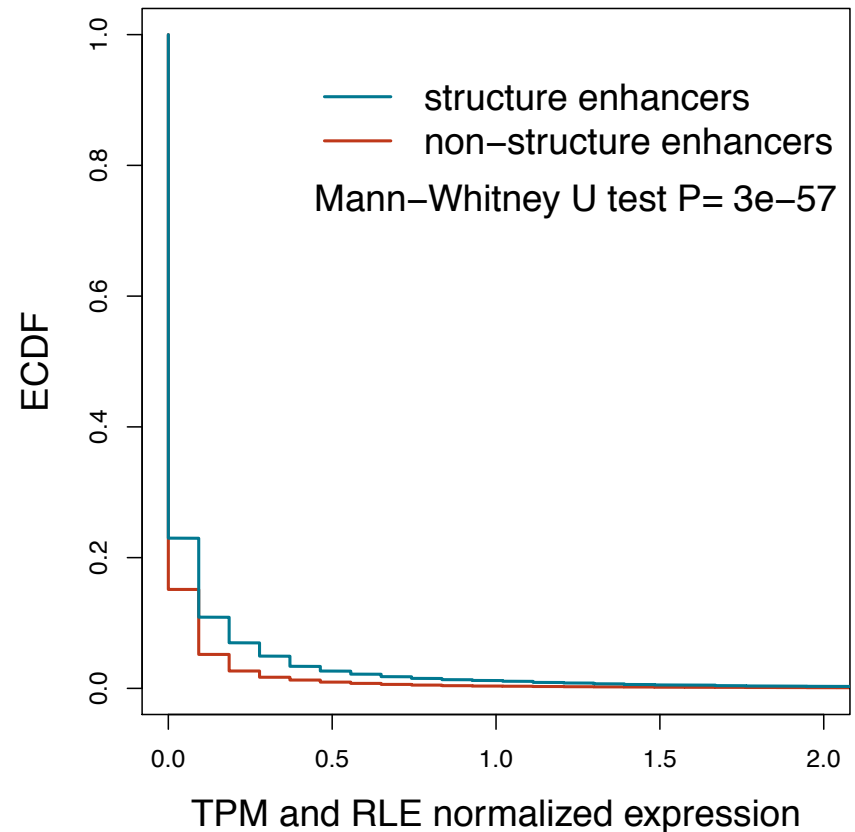 structure enhancers
non−structure enhancers
Mann−Whitney U test P= 3e−57
ECDF
1.0
0.8
0.6
0.4
0.2
0.0
0.0 0.5 1.0 1.5 2.0
TPM and RLE normalized expression